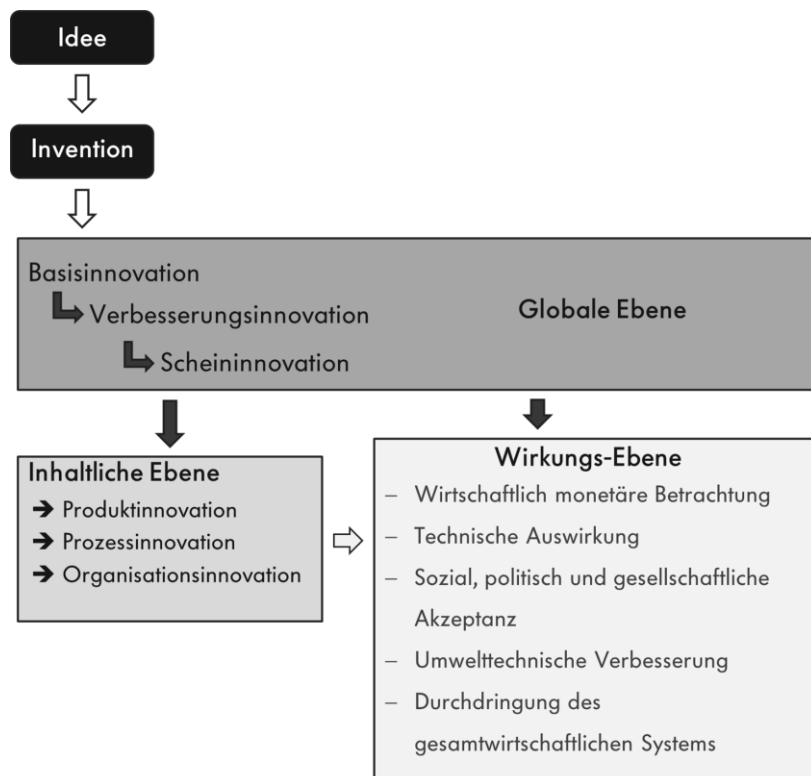 Idee
Invention
Basisinnovation
Verbesserungsinnovation
Scheininnovation
Globale Ebene
Inhaltliche Ebene
➔ Produktinnovation
➔ Prozessinnovation
➔ Organisationsinnovation
Wirkungs-Ebene
– Wirtschaftlich monetäre Betrachtung
– Technische Auswirkung
– Sozial, politisch und gesellschaftliche
Akzeptanz
– Umwelttechnische Verbesserung
– Durchdringung des
gesamtwirtschaftlichen Systems